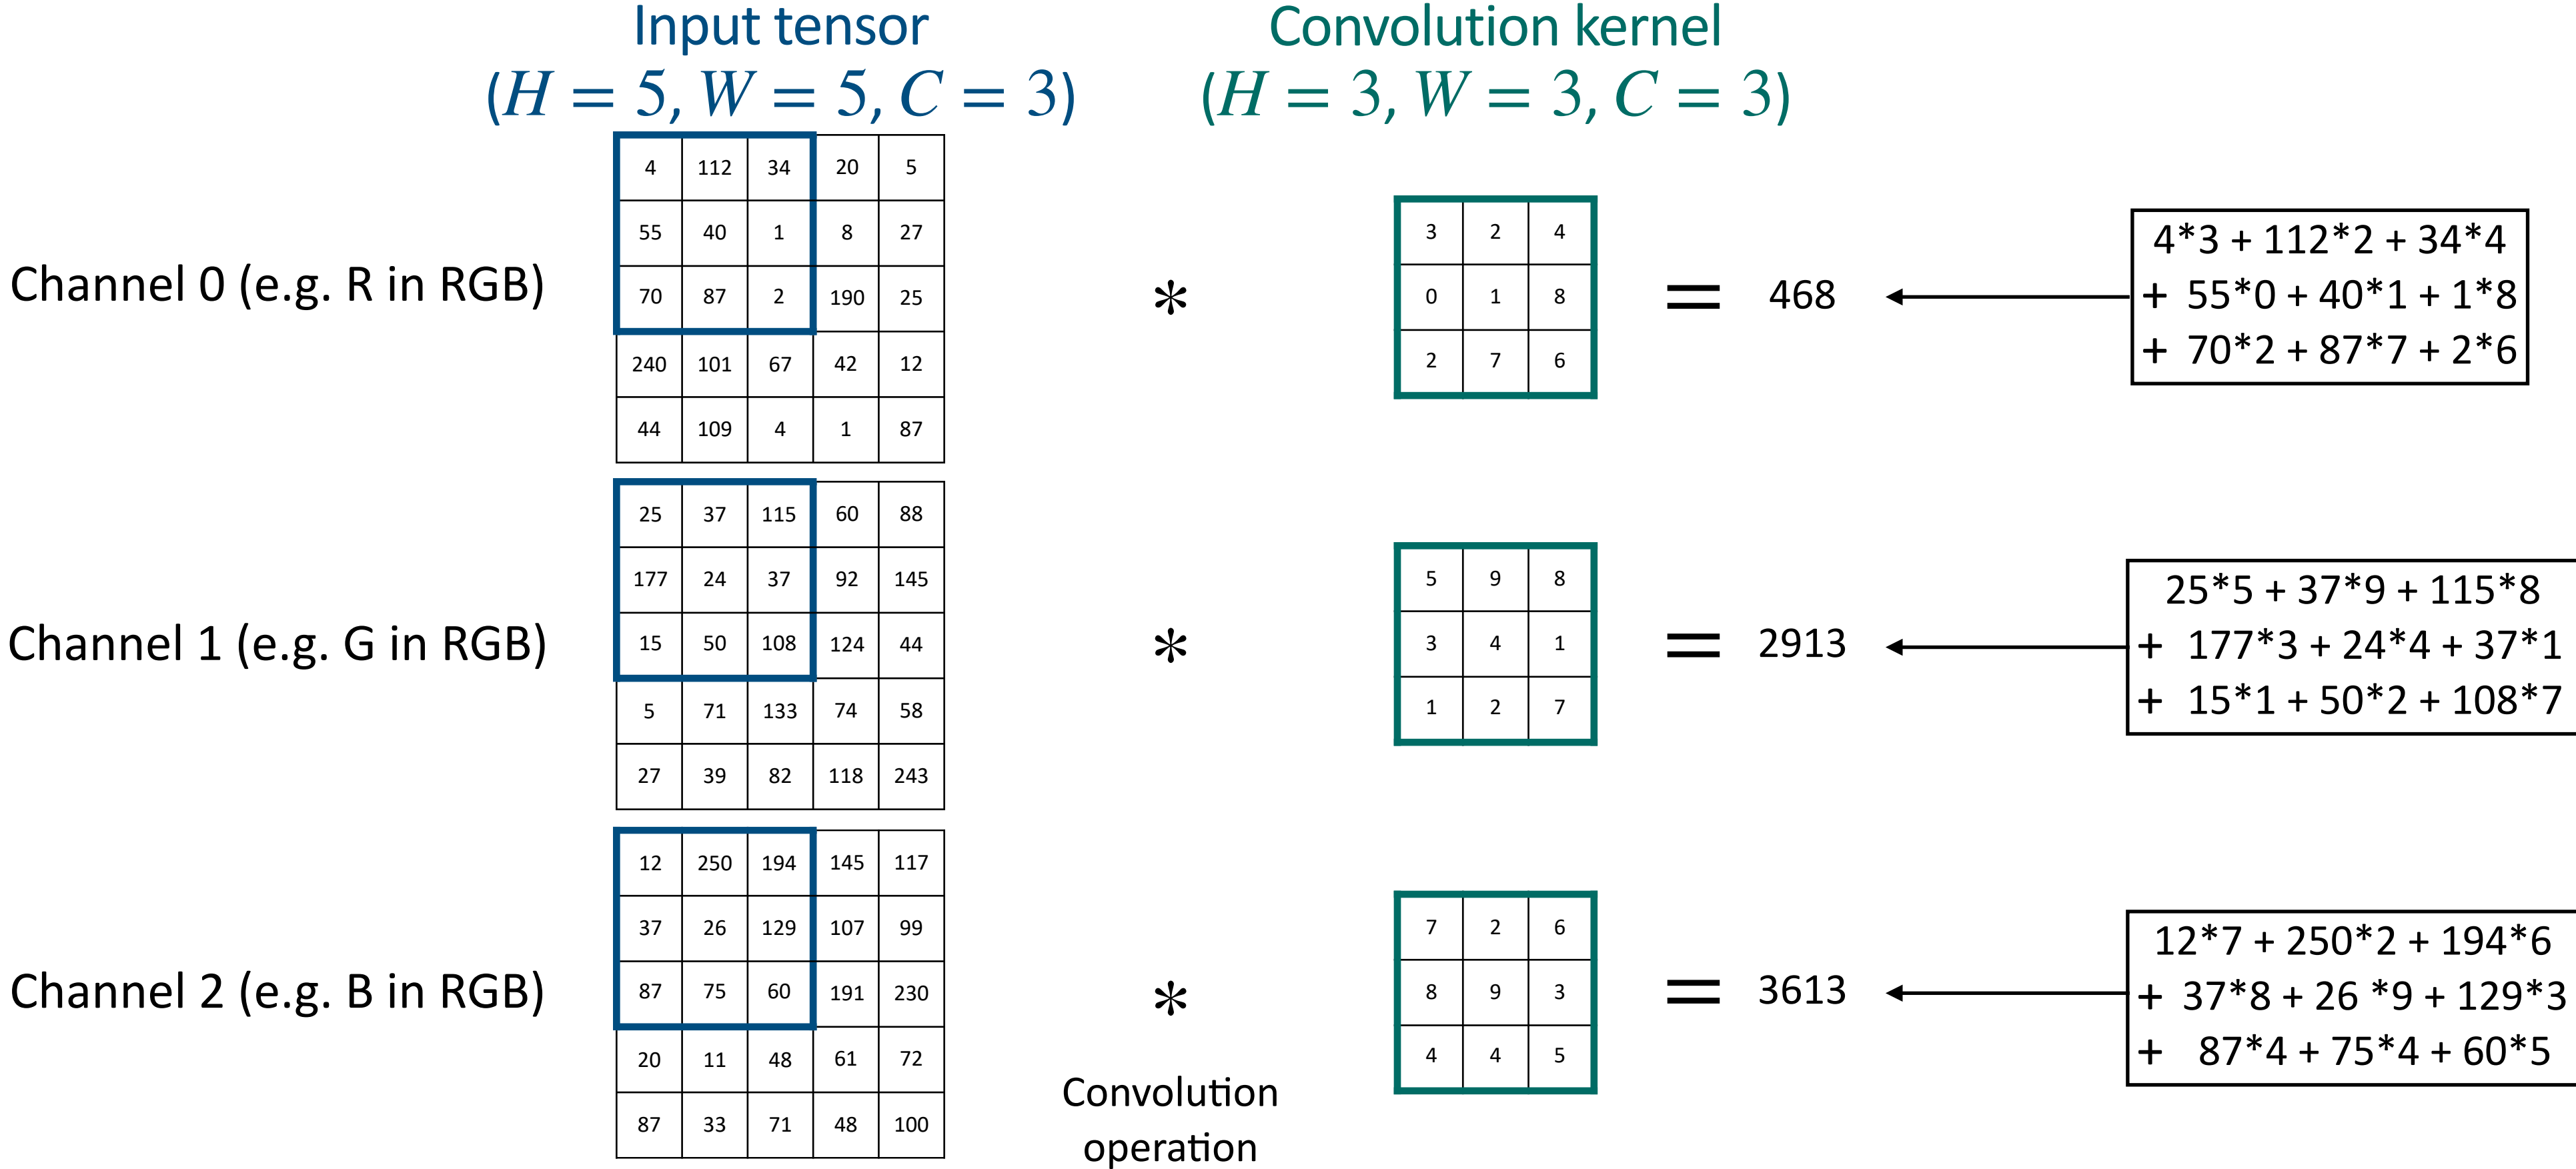 Input tensor
(H = 5, W = 5, C = 3)
Convolution kernel
(H = 3, W = 3, C = 3)
Channel 0 (e.g. R in RGB)
4 112 34 20 5
55 40 1 8 27
70 87 2 190 25
240 101 67 42 12
44 109 4 1 87
*
3 2 4
0 1 8
2 7 6
= 468
4*3 + 112*2 + 34*4
+ 55*0 + 40*1 + 1*8
+ 70*2 + 87*7 + 2*6
Channel 1 (e.g. G in RGB)
25 37 115 60 88
177 24 37 92 145
15 50 108 124 44
5 71 133 74 58
27 39 82 118 243
*
5 9 8
3 4 1
1 2 7
= 2913
25*5 + 37*9 + 115*8
+ 177*3 + 24*4 + 37*1
+ 15*1 + 50*2 + 108*7
Channel 2 (e.g. B in RGB)
12 250 194 145 117
37 26 129 107 99
87 75 60 191 230
20 11 48 61 72
87 33 71 48 100
*
Convolution
operation
7 2 6
8 9 3
4 4 5
= 3613
12*7 + 250*2 + 194*6
+ 37*8 + 26 *9 + 129*3
+ 87*4 + 75*4 + 60*5